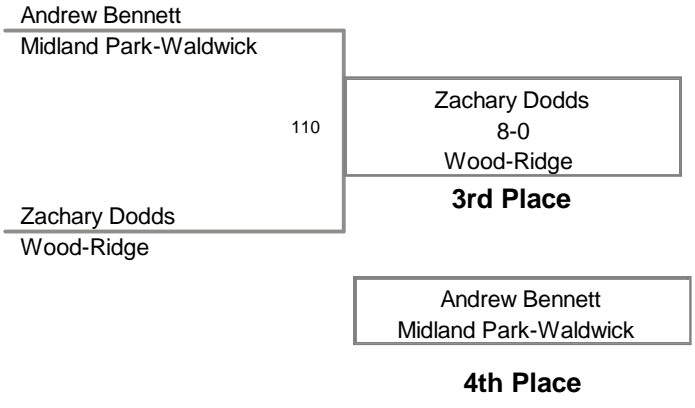 Andrew Bennett
Midland Park-Waldwick
Zachary Dodds
110
8-0
Wood-Ridge
3rd Place
Zachary Dodds
Wood-Ridge
Andrew Bennett
Midland Park-Waldwick
4th Place